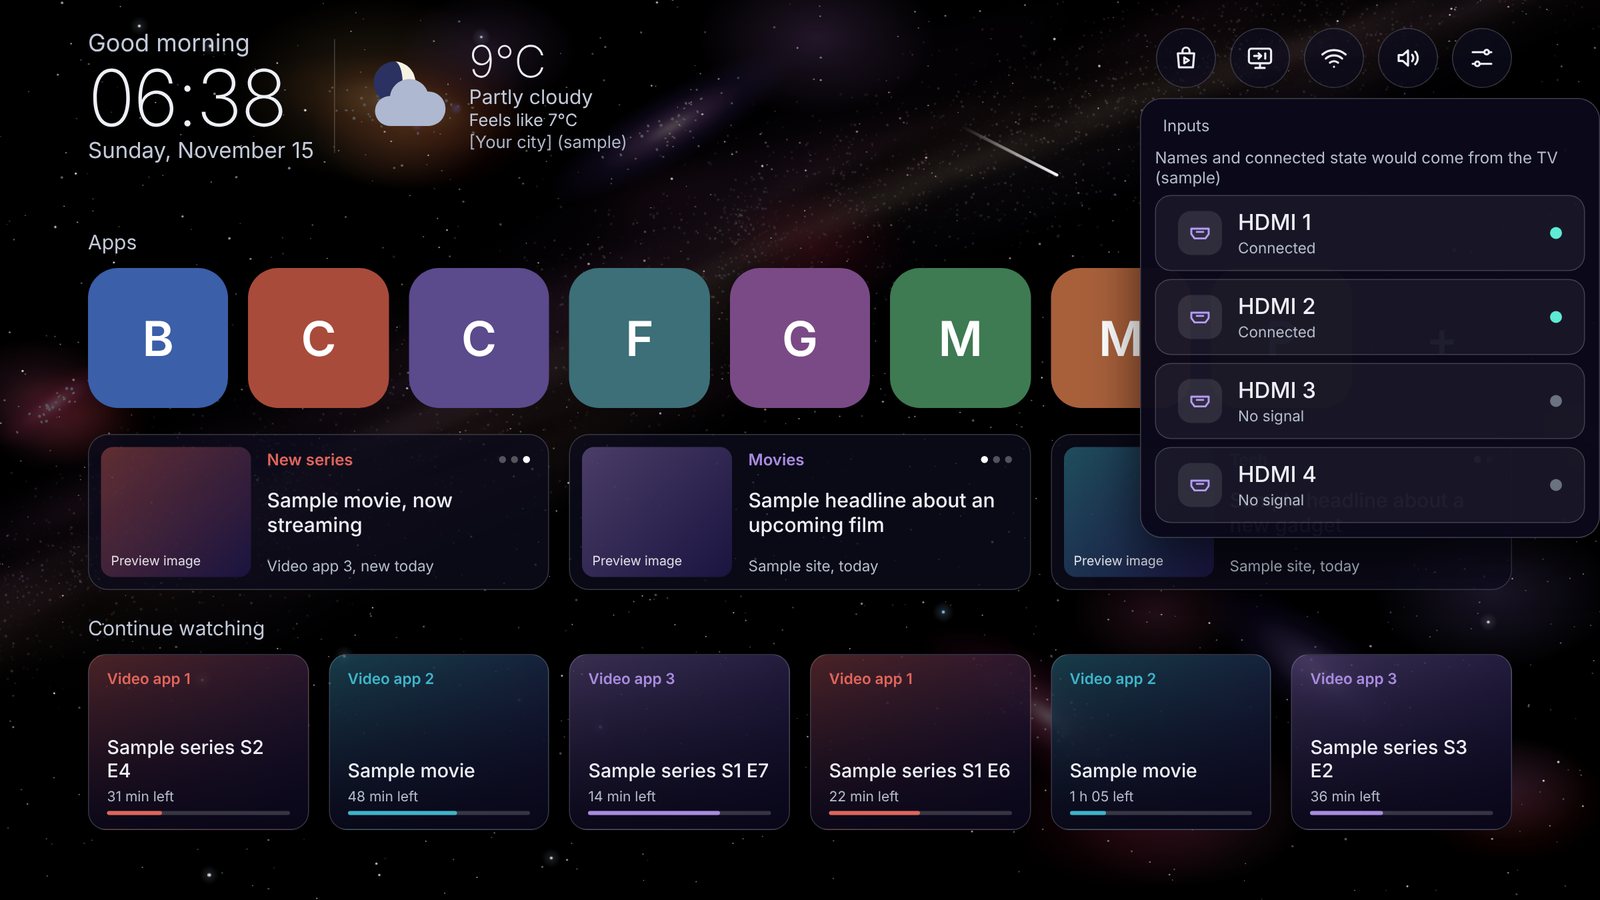 Good morning
06:38
Sunday, November 15
9°C
Partly cloudy
Feels like 7°C
[Your city] (sample)
Inputs
Names and connected state would come from the TV
(sample)
HDMI 1
Connected
HDMI 2
Connected
HDMI 3
No signal
HDMI 4
No signal
Apps
B
C
C
F
G
M
M
New series
Sample movie, now
streaming
Video app 3, new today
Preview image
Movies
Sample headline about an
upcoming film
Sample site, today
Preview image
Tech
Sample headline about a
new gadget
Sample site, today
Preview image
Continue watching
Video app 1
Sample series S2
E4
31 min left
Video app 2
Sample movie
48 min left
Video app 3
Sample series S1 E7
14 min left
Video app 1
Sample series S1 E6
22 min left
Video app 2
Sample movie
1 h 05 left
Video app 3
Sample series S3
E2
36 min left